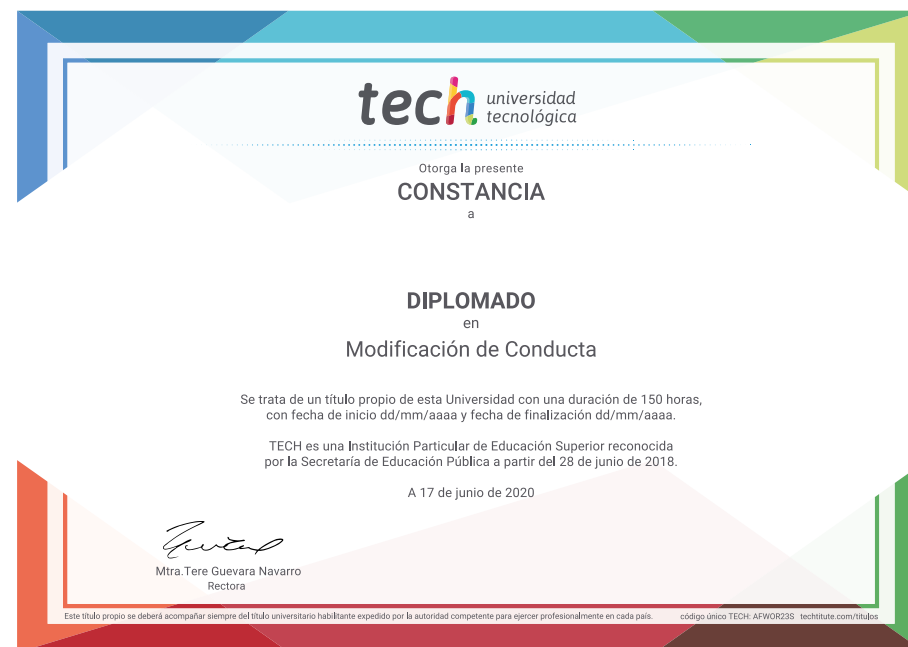 tech universidad
tecnológica
Otorga la presente
CONSTANCIA
a
DIPLOMADO
en
Modificación de Conducta
Se trata de un título propio de esta Universidad con una duración de 150 horas,
con fecha de inicio dd/mm/aaaa y fecha de finalización dd/mm/aaaa.
TECH es una Institución Particular de Educación Superior reconocida
por la Secretaría de Educación Pública a partir del 28 de junio de 2018.
A 17 de junio de 2020
Mtra.Tere Guevara Navarro
Rectora
Este título propio se deberá acompañar siempre del título universitario habilitante expedido por la autoridad competente para ejercer profesionalmente en cada país. código único TECH: AFWOR23S techtitute.com/titulos